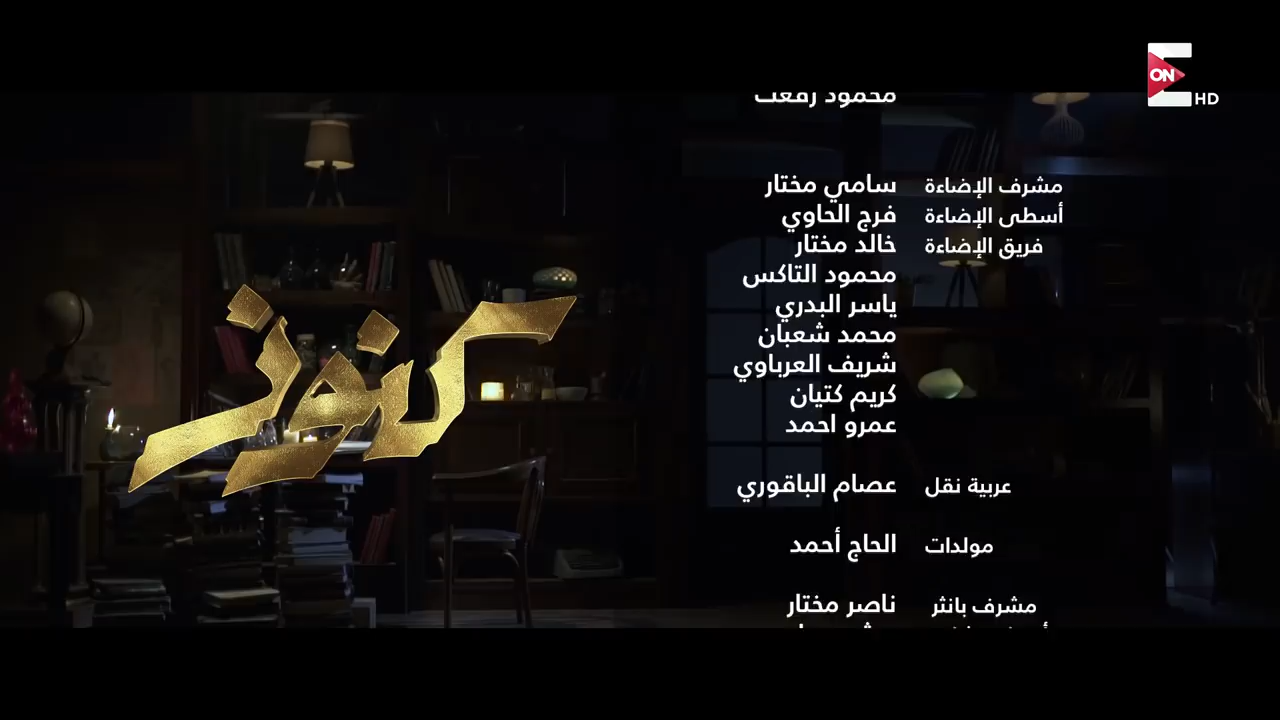 ON
E
HD
محمود رفعت
مشرف الإضاءة سامي مختار
أسطى الإضاءة فرج الحاوي
فريق الإضاءة خالد مختار
محمود التاكس
ياسر البدري
محمد شعبان
شريف العرباوي
كريم كتيان
عمرو احمد
عربية نقل عصام الباقوري
مولدات الحاج أحمد
مشرف بانثر ناصر مختار
كنوز